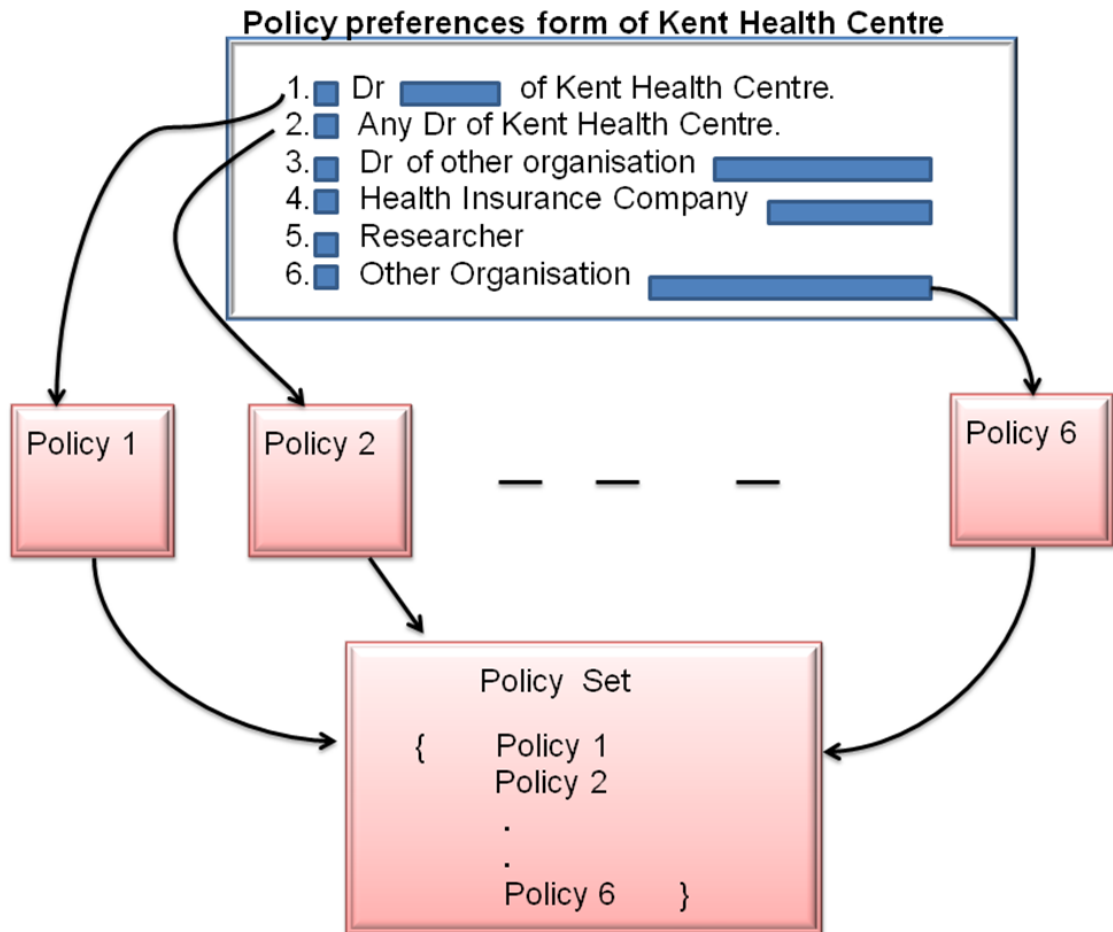 Policy preferences form of Kent Health Centre
1. Dr of Kent Health Centre.
2. Any Dr of Kent Health Centre.
3. Dr of other organisation
4. Health Insurance Company
5. Researcher
6. Other Organisation
Policy 1
Policy 2
Policy 6
Policy Set
{ Policy 1
Policy 2
.
.
Policy 6 }